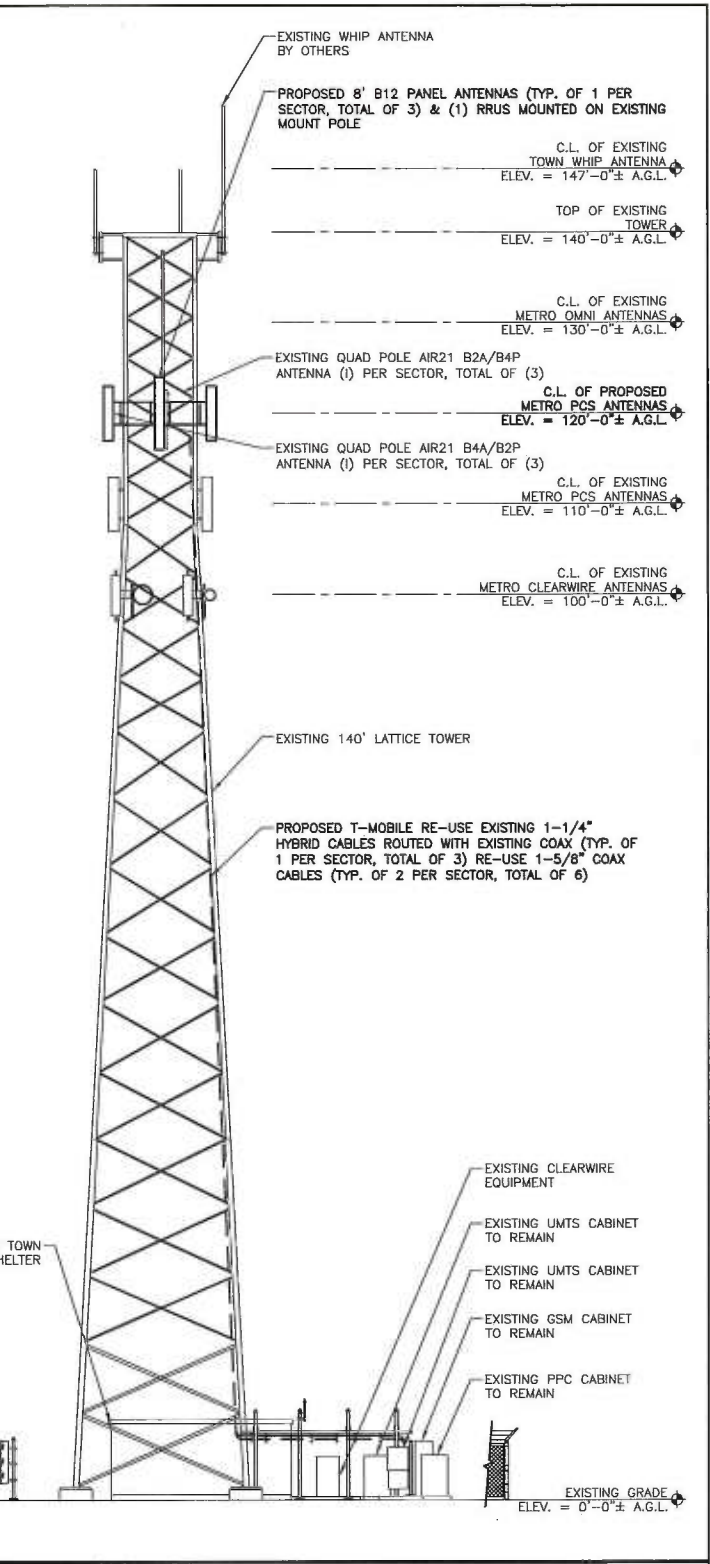 EXISTING WHIP ANTENNA
BY OTHERS
PROPOSED 8' B12 PANEL ANTENNAS (TYP. OF 1 PER
SECTOR, TOTAL OF 3) & (1) RRUS MOUNTED ON EXISTING
MOUNT POLE
C.L. OF EXISTING
TOWN WHIP ANTENNA
ELEV. = 147'-0"± A.G.L.
TOP OF EXISTING
TOWER
ELEV. = 140'-0"± A.G.L.
C.L. OF EXISTING
METRO OMNI ANTENNAS
ELEV. = 130'-0"± A.G.L.
EXISTING QUAD POLE AIR21 B2A/B4P
ANTENNA (1) PER SECTOR, TOTAL OF (3)
C.L. OF PROPOSED
METRO PCS ANTENNAS
ELEV. = 120'-0"± A.G.L.
EXISTING QUAD POLE AIR21 B4A/B2P
ANTENNA (1) PER SECTOR, TOTAL OF (3)
C.L. OF EXISTING
METRO PCS ANTENNAS
ELEV. = 110'-0"± A.G.L.
C.L. OF EXISTING
METRO CLEARWIRE ANTENNAS
ELEV. = 100'-0"± A.G.L.
EXISTING 140' LATTICE TOWER
PROPOSED T-MOBILE RE-USE EXISTING 1-1/4"
HYBRID CABLES ROUTED WITH EXISTING COAX (TYP. OF
1 PER SECTOR, TOTAL OF 3) RE-USE 1-5/8" COAX
CABLES (TYP. OF 2 PER SECTOR, TOTAL OF 6)
EXISTING CLEARWIRE
EQUIPMENT
EXISTING UMTS CABINET
TO REMAIN
TOWN
HELTER
EXISTING UMTS CABINET
TO REMAIN
EXISTING GSM CABINET
TO REMAIN
EXISTING PPC CABINET
TO REMAIN
EXISTING GRADE
ELEV. = 0'-0"± A.G.L.